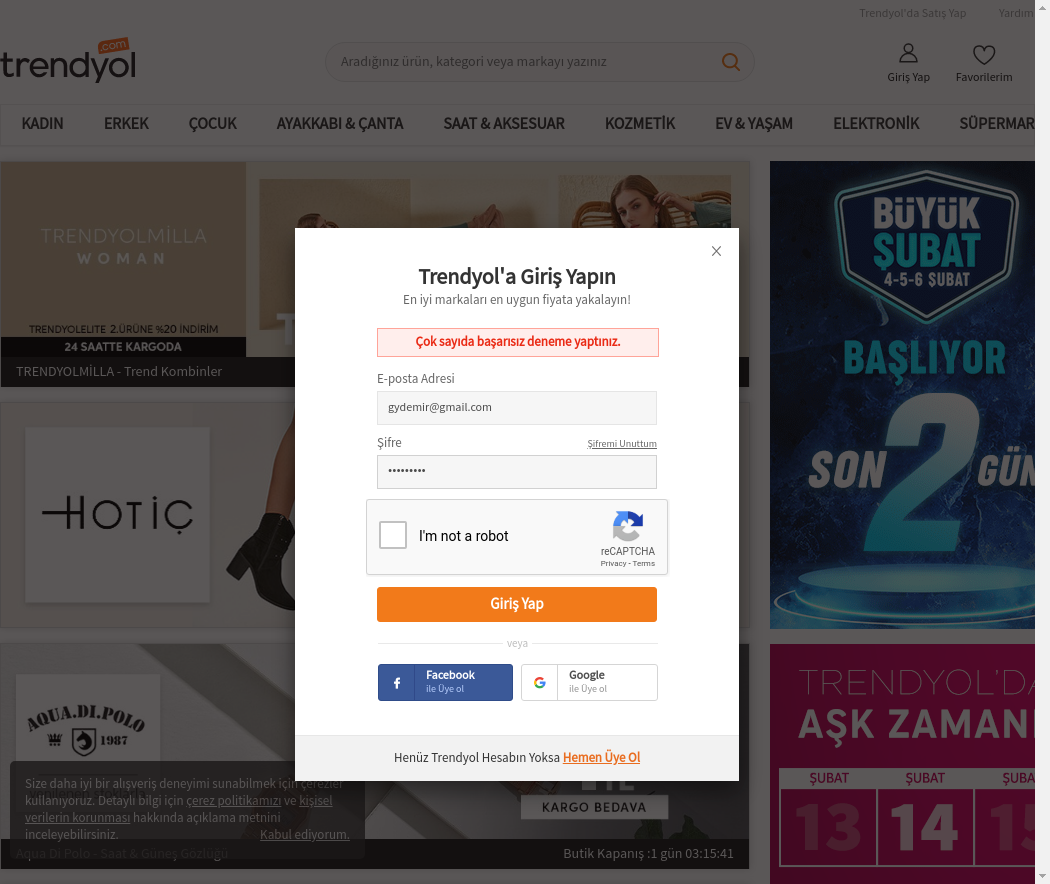 Trendyol'da Satış Yap
Yardım
trendyol
.com
Aradığınız ürün, kategori veya markayı yazınız
Giriş Yap
Favorilerim
KADIN
ERKEK
ÇOCUK
AYAKKABI & ÇANTA
SAAT & AKSESUAR
KOZMETİK
EV & YAŞAM
ELEKTRONİK
SÜPERMAR
TRENDYOLMİLLA
WOMAN
TRENDYOLELITE 2.ÜRÜNE %20 İNDİRİM
24 SAATTE KARGODA
TRENDYOLMİLLA - Trend Kombinler
BÜYÜK
ŞUBAT
4-5-6 ŞUBAT
BAŞLIYOR
SON 2 GÜN
Trendyol'a Giriş Yapın
En iyi markaları en uygun fiyata yakalayın!
Çok sayıda başarısız deneme yaptınız.
E-posta Adresi
gydemir@gmail.com
Şifre
Şifremi Unuttum
•••••••••
I'm not a robot
reCAPTCHA
Privacy - Terms
Giriş Yap
veya
Facebook
ile Üye ol
Google
ile Üye ol
Henüz Trendyol Hesabın Yoksa Hemen Üye Ol
HOTİÇ
AQUA.DI.POLO
1987
Size daha iyi bir alışveriş deneyimi sunabilmek için çerezler
kullanıyoruz. Detaylı bilgi için çerez politikamızı ve kişisel
verilerin korunması hakkında açıklama metnini
inceleyebilirsiniz.
Kabul ediyorum.
Aqua Di Polo - Saat & Güneş Gözlüğü
KARGO BEDAVA
Butik Kapanış :1 gün 03:15:41
TRENDYOL'DA
AŞK ZAMANI
ŞUBAT
ŞUBAT
ŞUBA
13
14
15